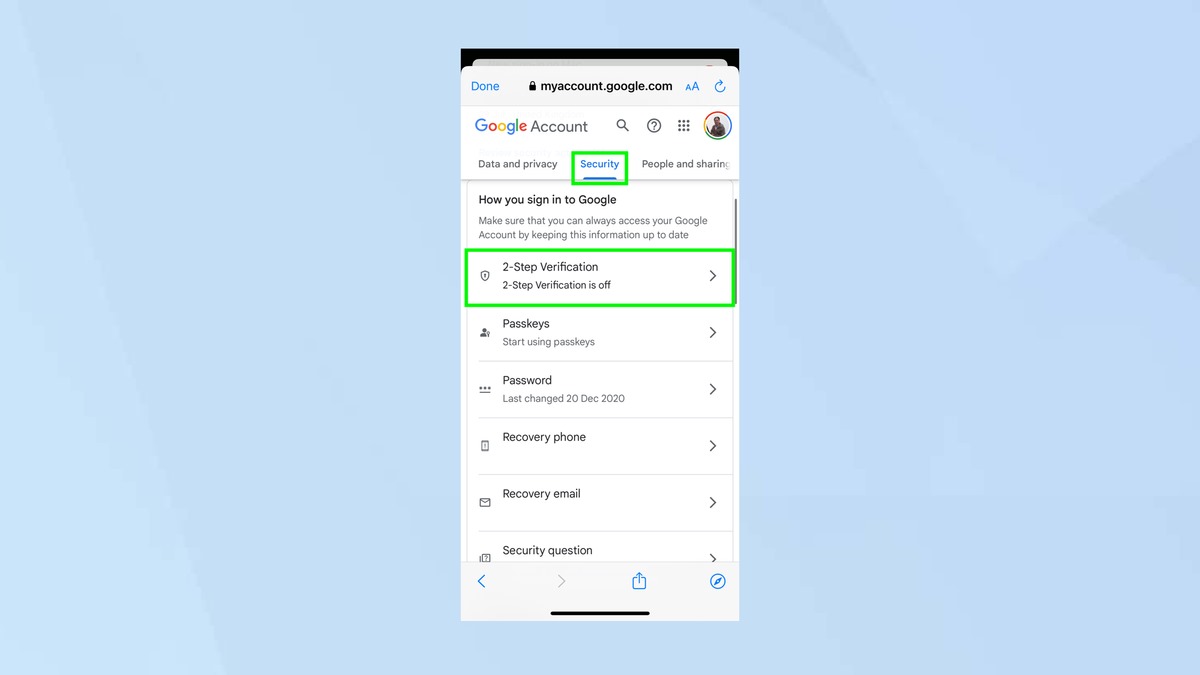 Done myaccount.google.com AA
Google Account
Data and privacy Security People and sharing
How you sign in to Google
Make sure that you can always access your Google
Account by keeping this information up to date
2-Step Verification
2-Step Verification is off
Passkeys
Start using passkeys
Password
Last changed 20 Dec 2020
Recovery phone
Recovery email
Security question